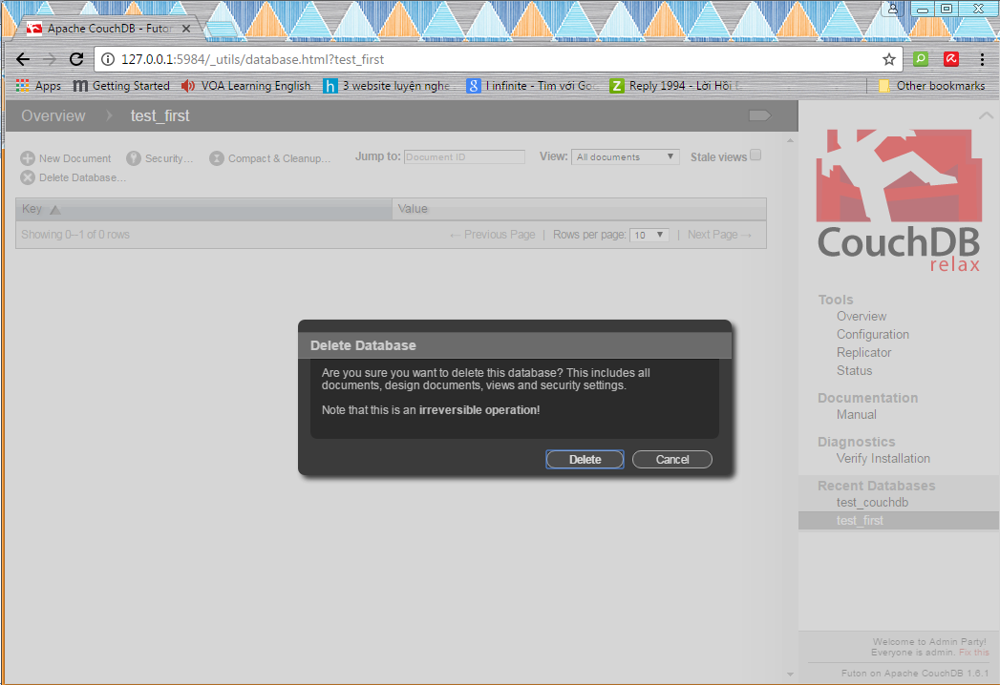 Apache CouchDB - Futon
127.0.0.1:5984/_utils/database.html?test_first
Apps
Getting Started
VOA Learning English
3 website luyện nghe
I infinite - Tìm với Goo
Reply 1994 - Lời Hồi
Other bookmarks
Overview
test_first
New Document
Security…
Compact & Cleanup…
Jump to:
Document ID
View:
All documents
Stale views
Delete Database…
Key
Value
Showing 0–1 of 0 rows
← Previous Page | Rows per page: 10 | Next Page →
Delete Database
Are you sure you want to delete this database? This includes all
documents, design documents, views and security settings.
Note that this is an irreversible operation!
Delete
Cancel
CouchDB
relax
Tools
Overview
Configuration
Replicator
Status
Documentation
Manual
Diagnostics
Verify Installation
Recent Databases
test_couchdb
test_first
Welcome to Admin Party!
Everyone is admin. Fix this
Futon on Apache CouchDB 1.6.1